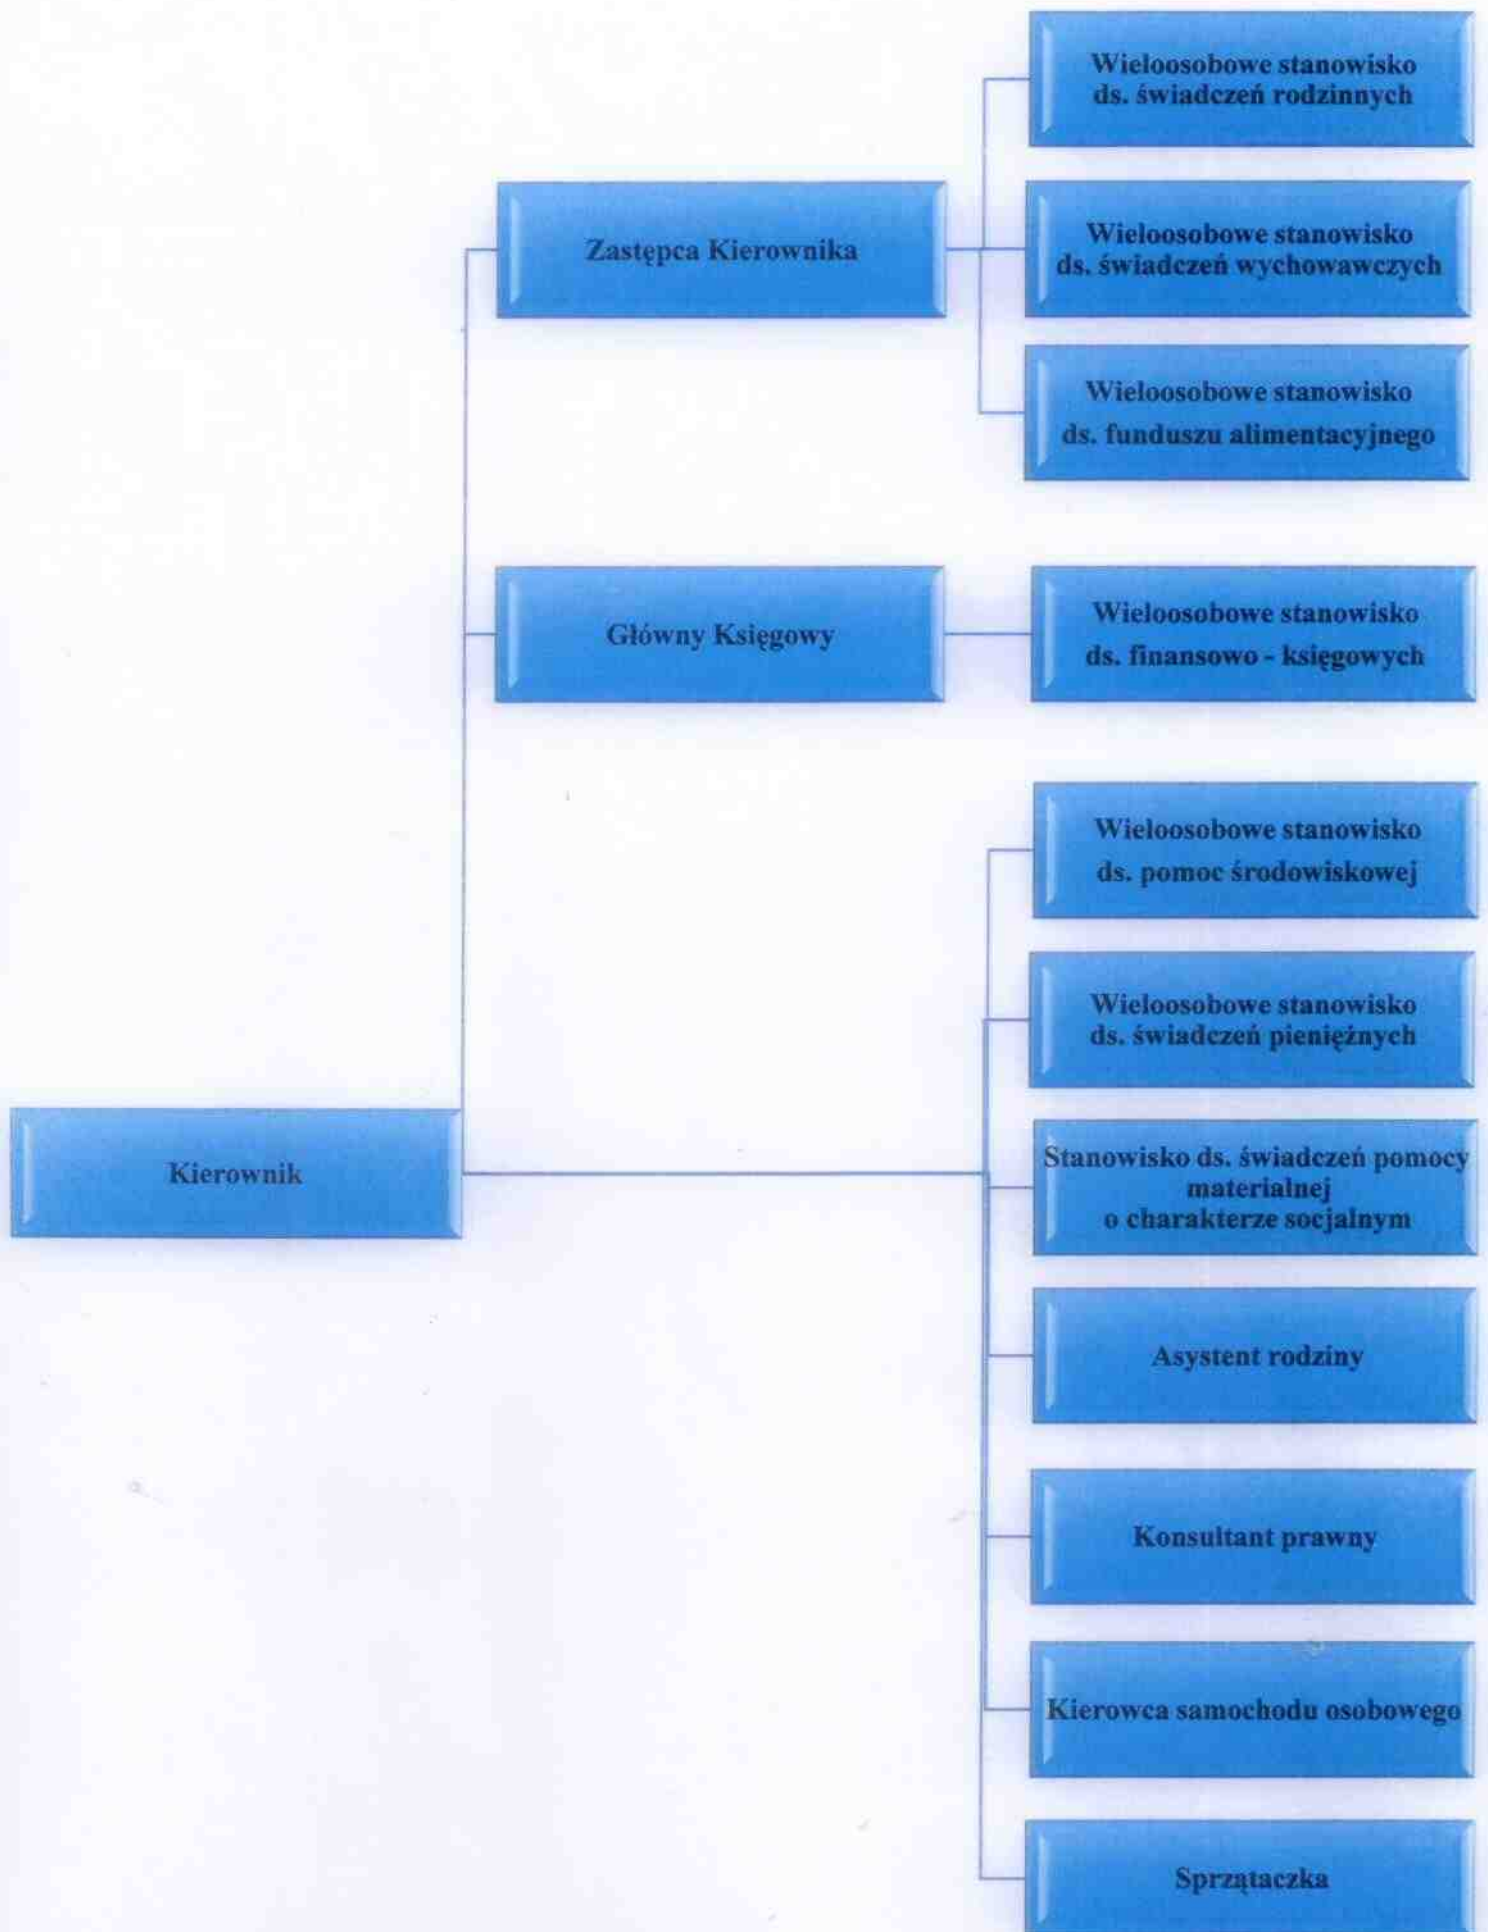 Wieloosobowe stanowisko
ds. świadczeń rodzinnych
Zastępca Kierownika
Wieloosobowe stanowisko
ds. świadczeń wychowawczych
Wieloosobowe stanowisko
ds. funduszu alimentacyjnego
Główny Księgowy
Wieloosobowe stanowisko
ds. finansowo - księgowych
Wieloosobowe stanowisko
ds. pomoc środowiskowej
Wieloosobowe stanowisko
ds. świadczeń pieniężnych
Kierownik
Stanowisko ds. świadczeń pomocy
materialnej
o charakterze socjalnym
Asystent rodziny
Konsultant prawny
Kierowca samochodu osobowego
Sprzątaczka